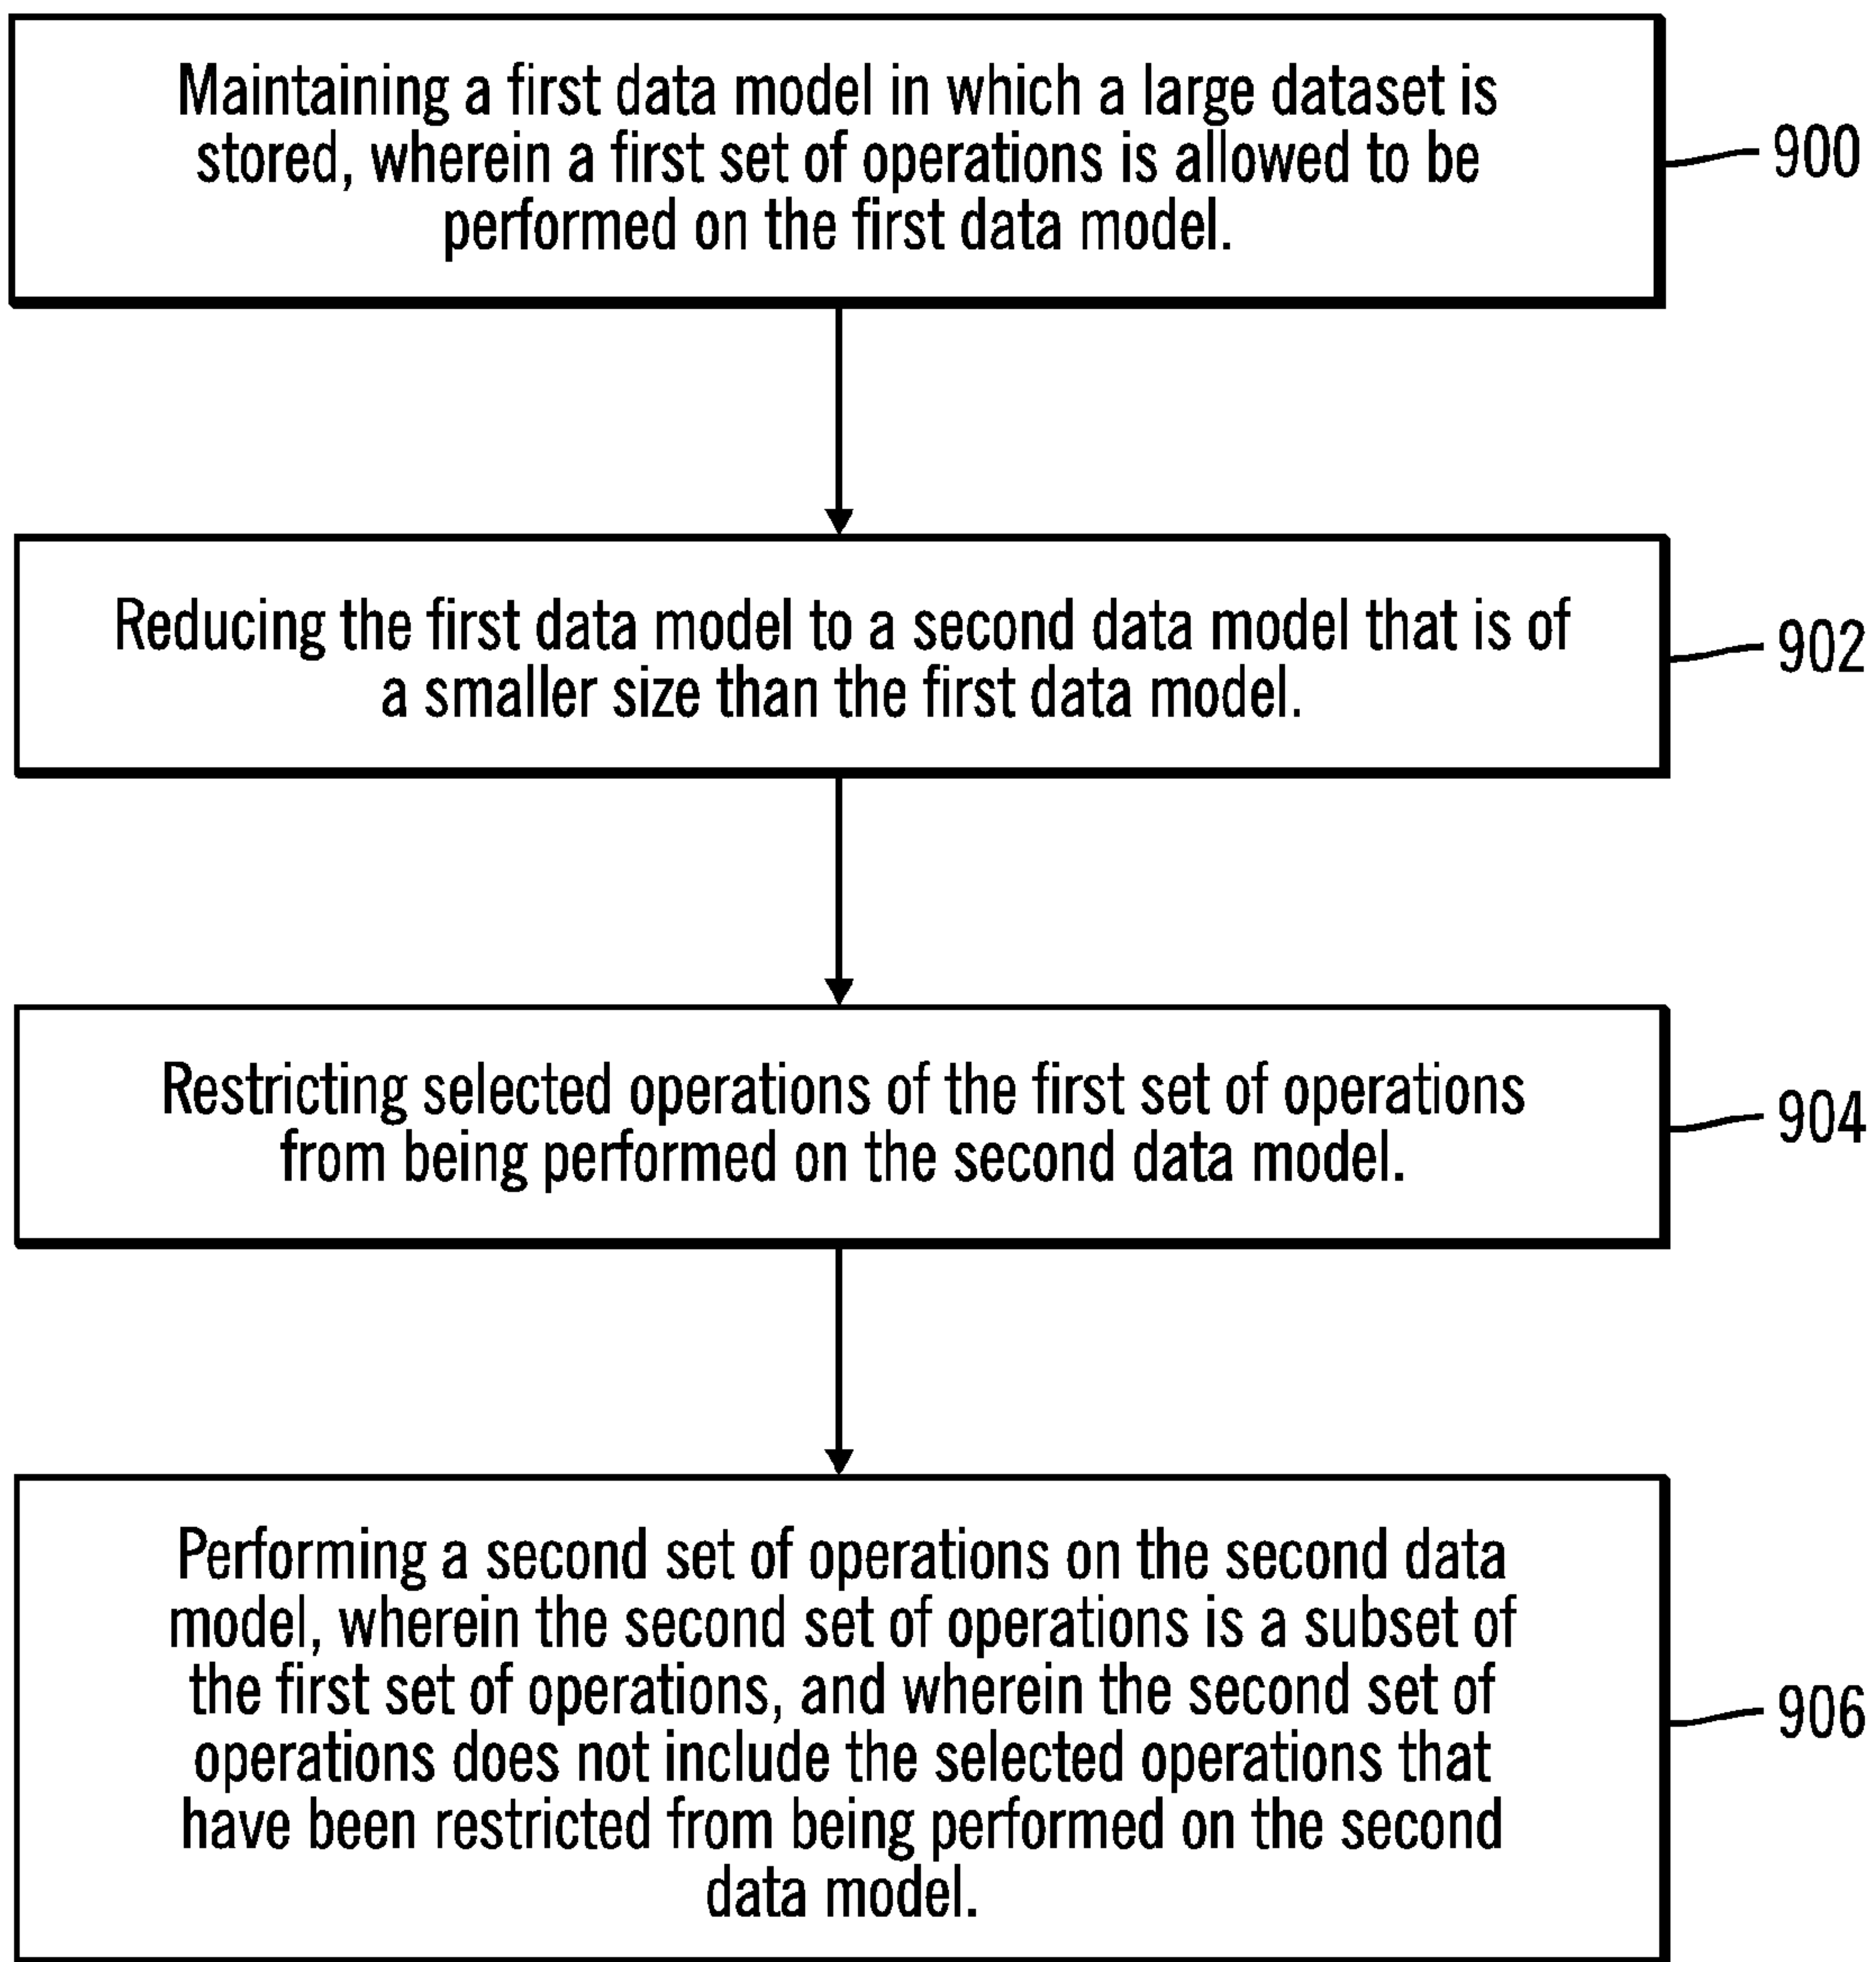 Maintaining a first data model in which a large dataset is
stored, wherein a first set of operations is allowed to be
performed on the first data model.
900
Reducing the first data model to a second data model that is of
a smaller size than the first data model.
902
Restricting selected operations of the first set of operations
from being performed on the second data model.
904
Performing a second set of operations on the second data
model, wherein the second set of operations is a subset of
the first set of operations, and wherein the second set of
operations does not include the selected operations that
have been restricted from being performed on the second
data model.
906